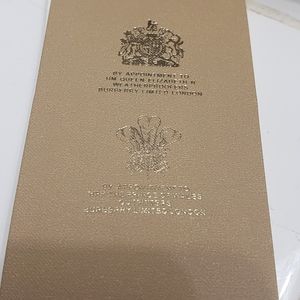 BY APPOINTMENT TO
HM QUEEN ELIZABETH II
WEATHERPROOFERS
BURBERRY LIMITED LONDON
BY APPOINTMENT TO
HRH THE PRINCE OF WALES
OUTFITTERS
BURBERRY LIMITED LONDON